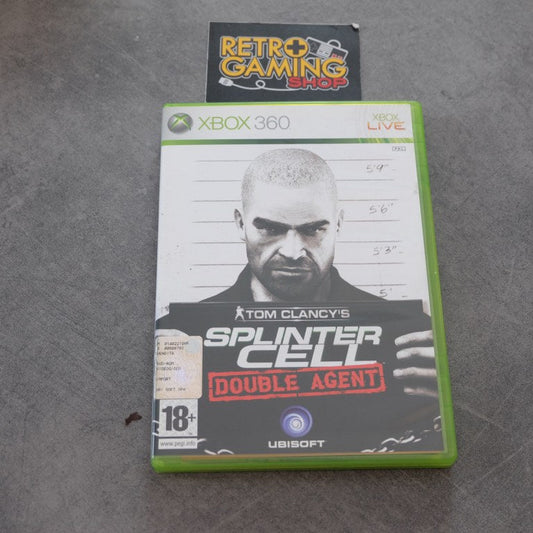 RETRO
GAMING
SHOP
XBOX 360
XBOX
LIVE
PAL
5'9"
5'6"
5'3"
5'
TOM CLANCY'S
SPLINTER
CELL
DOUBLE AGENT
18+
www.pegi.info
UBISOFT